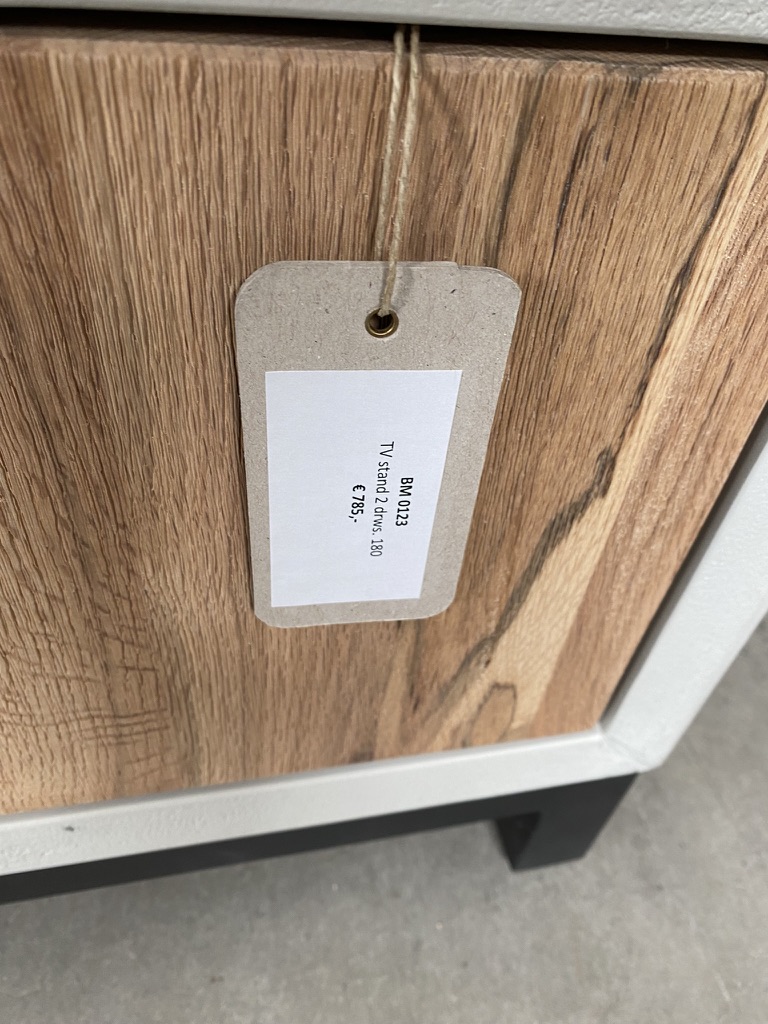 BM 0123
TV stand 2 drws. 180
€ 785,-